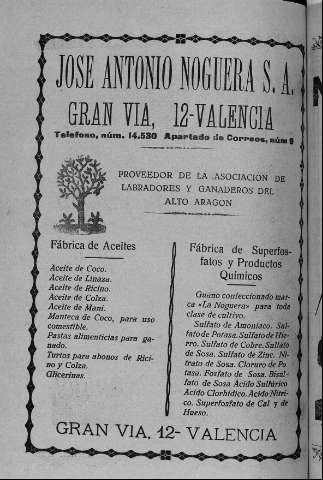 JOSE ANTONIO NOGUERA S. A.
GRAN VIA, 12-VALENCIA
Telefono, núm. 14.530 Apartado de Correos, núm 9
PROVEEDOR DE LA ASOCIACION DE
LABRADORES Y GANADEROS DEL
ALTO ARAGON
Fábrica de Aceites
Aceite de Coco.
Aceite de Linaza.
Aceite de Ricino.
Aceite de Colza.
Aceite de Maní.
Manteca de Coco, para uso
comestible.
Pastas alimenticias para ga-
nado.
Turtos para abonos de Rici-
no y Colza.
Glicerinas.
Fábrica de Superfos-
fatos y Productos
Químicos
Guano confeccionado mar-
ca «La Noguera» para toda
clase de cultivo.
Sulfato de Amoníaco. Sul-
fato de Potasa. Sulfato de Hie-
rro. Sulfato de Cobre. Sulfato
de Sosa. Sulfato de Zinc. Ni-
trato de Sosa. Cloruro de Po-
tasa. Fosfato de Sosa. Bisul-
fato de Sosa Acido Sulfúrico
Acido Clorhídico. Acido Nítri-
co. Superfosfato de Cal y de
Hueso.
GRAN VIA, 12- VALENCIA